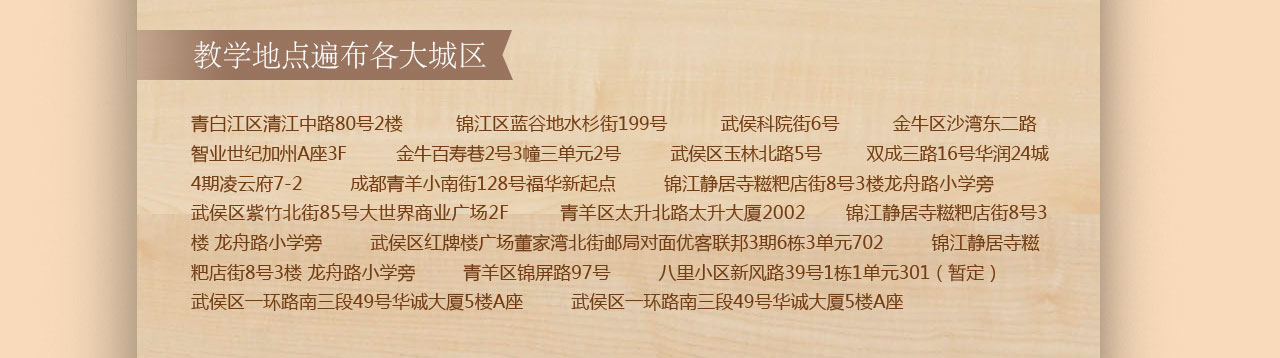 教学地点遍布各大城区
青白江区清江中路80号2楼 锦江区蓝谷地水杉街199号 武侯科院街6号 金牛区沙湾东二路
智业世纪加州A座3F 金牛百寿巷2号3幢三单元2号 武侯区玉林北路5号 双成三路16号华润24城
4期凌云府7-2 成都青羊小南街128号福华新起点 锦江静居寺糍粑店街8号3楼龙舟路小学旁
武侯区紫竹北街85号大世界商业广场2F 青羊区太升北路太升大厦2002 锦江静居寺糍粑店街8号3
楼 龙舟路小学旁 武侯区红牌楼广场董家湾北街邮局对面优客联邦3期6栋3单元702 锦江静居寺糍
粑店街8号3楼 龙舟路小学旁 青羊区锦屏路97号 八里小区新风路39号1栋1单元301（暂定）
武侯区一环路南三段49号华诚大厦5楼A座 武侯区一环路南三段49号华诚大厦5楼A座